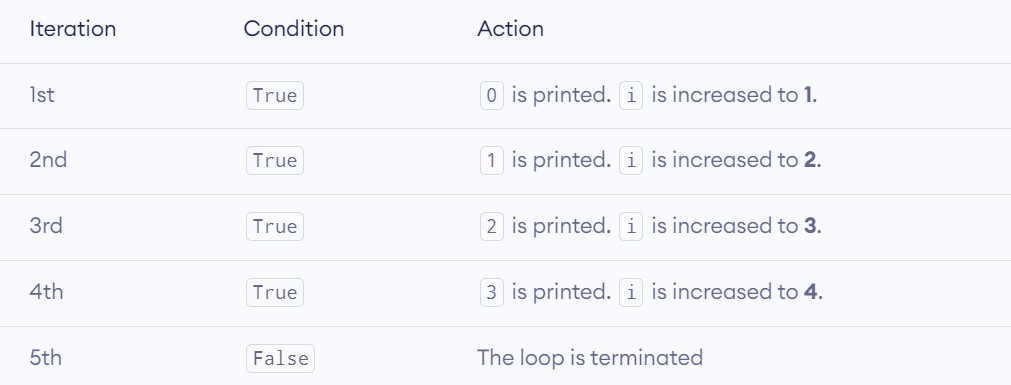 Iteration Condition Action
1st True 0 is printed. i is increased to 1.
2nd True 1 is printed. i is increased to 2.
3rd True 2 is printed. i is increased to 3.
4th True 3 is printed. i is increased to 4.
5th False The loop is terminated